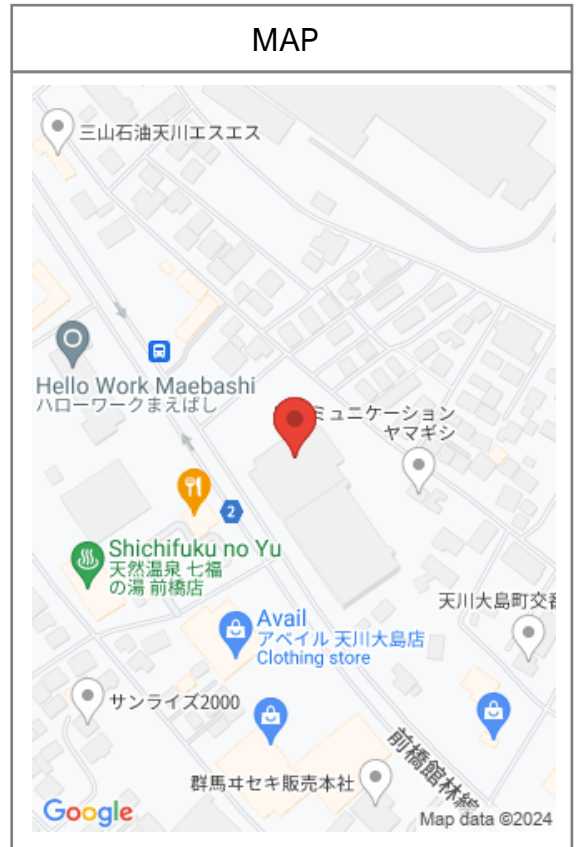 MAP
三山石油天川エスエス
Hello Work Maebashi
ハローワークまえばし
ミュニケーション
ヤマギシ
2
Shichifuku no Yu
天然温泉 七福
の湯 前橋店
天川大島町交番
Avail
アベイル 天川大島店
Clothing store
サンライズ2000
前橋館林線
群馬ヰセキ販売本社
Google
Map data ©2024